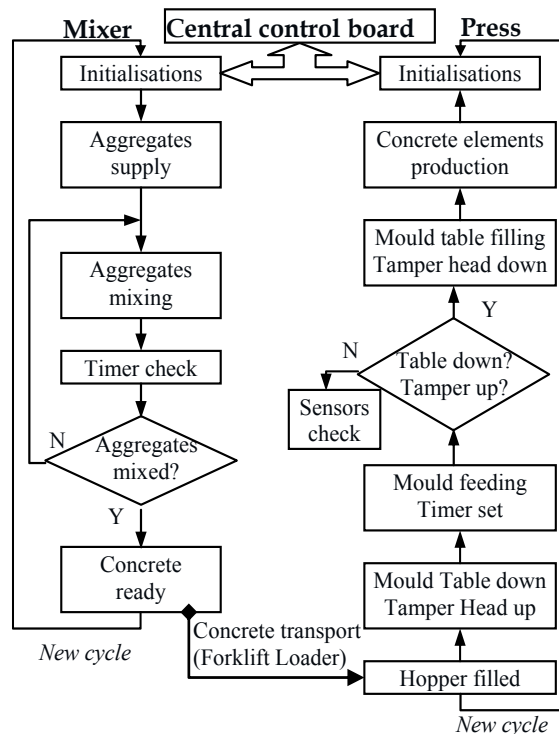 Mixer
Central control board
Press
Initialisations
Initialisations
Aggregates
supply
Aggregates
mixing
Timer check
N
Aggregates
mixed?
Y
Concrete
ready
New cycle
Concrete transport
(Forklift Loader)
Concrete elements
production
Mould table filling
Tamper head down
Y
N
Table down?
Tamper up?
Sensors
check
Mould feeding
Timer set
Mould Table down
Tamper Head up
Hopper filled
New cycle